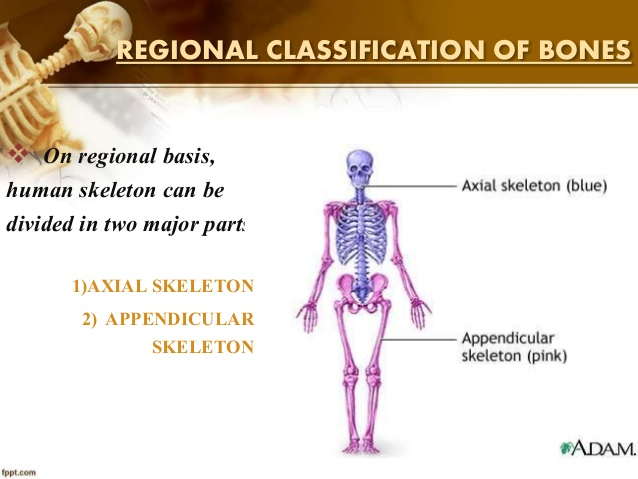 REGIONAL CLASSIFICATION OF BONES
On regional basis,
human skeleton can be
divided in two major parts
1)AXIAL SKELETON
2) APPENDICULAR
SKELETON
Axial skeleton (blue)
Appendicular
skeleton (pink)
ADAM.
fppt.com